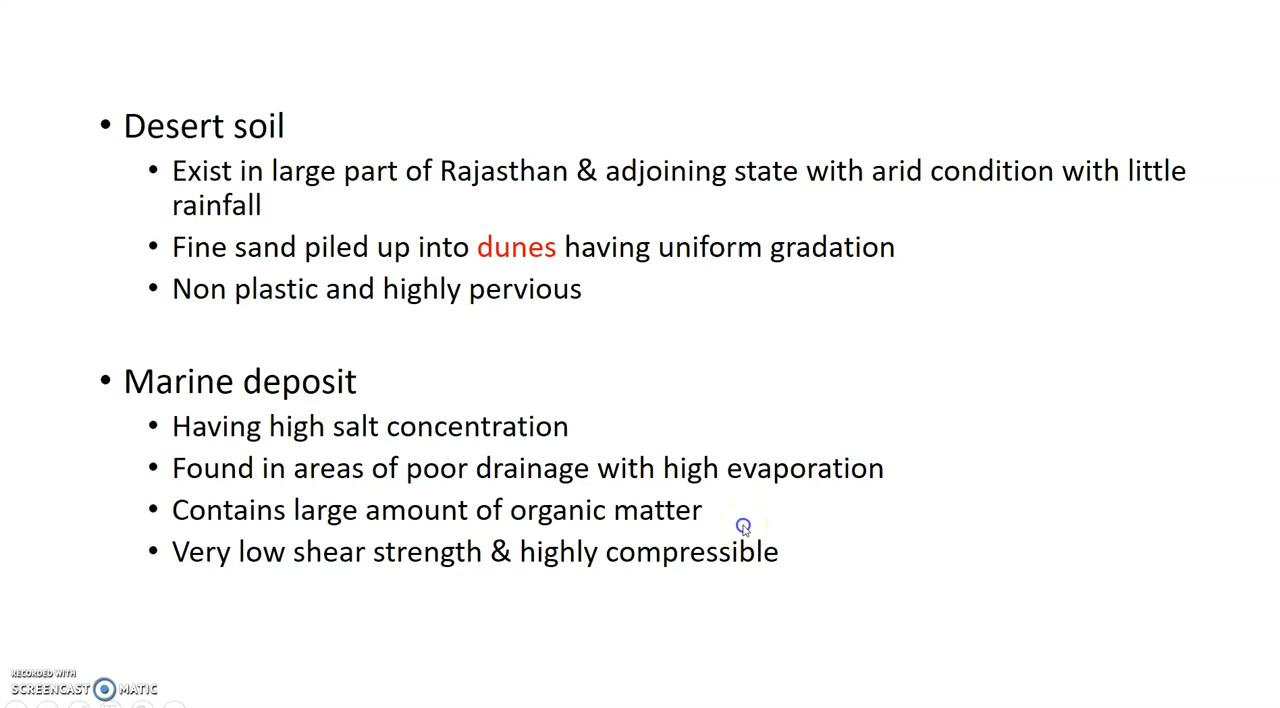 • Desert soil
• Exist in large part of Rajasthan & adjoining state with arid condition with little
rainfall
• Fine sand piled up into dunes having uniform gradation
• Non plastic and highly pervious
• Marine deposit
• Having high salt concentration
• Found in areas of poor drainage with high evaporation
• Contains large amount of organic matter
• Very low shear strength & highly compressible
RECORDED WITH
SCREENCAST MATIC